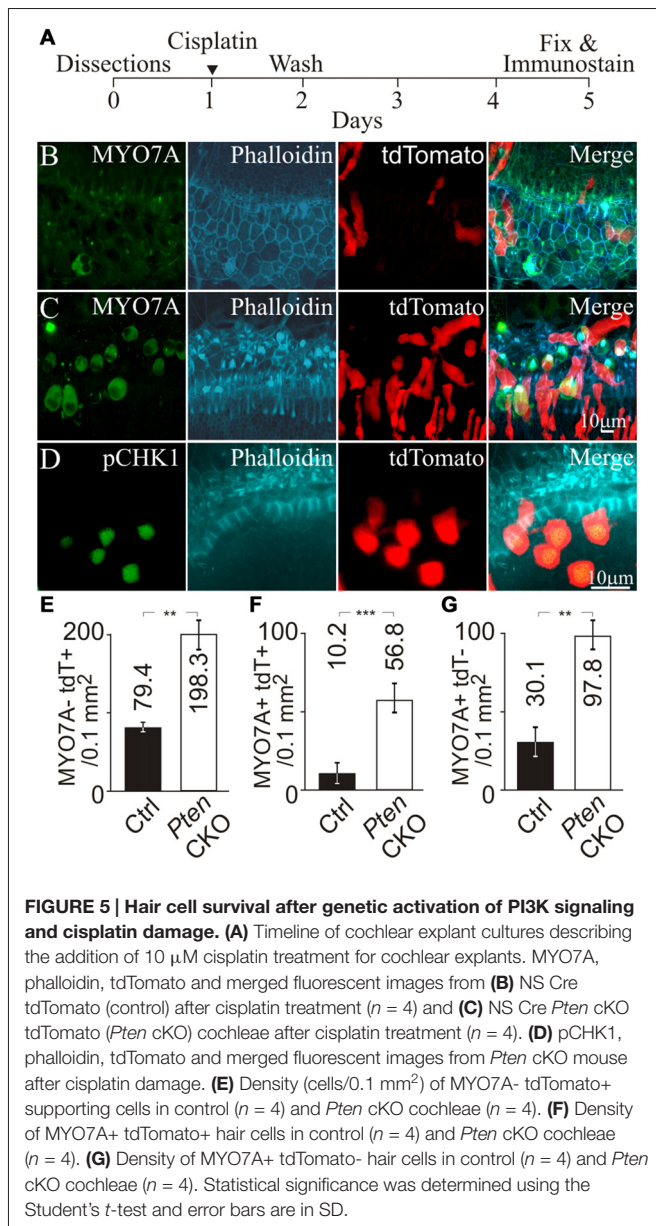 A
Cisplatin
Dissections Wash Fix &
Immunostain
0 1 2 3 4 5
Days
B MYO7A Phalloidin tdTomato Merge
C MYO7A Phalloidin tdTomato Merge
10μm
D pCHK1 Phalloidin tdTomato Merge
10μm
E
MYO7A- tdT+
/0.1 mm²
200
0
**
79.4
198.3
Ctrl
Pten
CKO
F
MYO7A+ tdT+
/0.1 mm²
100
0
***
10.2
56.8
Ctrl
Pten
CKO
G
MYO7A+ tdT-
/0.1 mm²
100
0
**
30.1
97.8
Ctrl
Pten
CKO
FIGURE 5 | Hair cell survival after genetic activation of PI3K signaling
and cisplatin damage. (A) Timeline of cochlear explant cultures describing
the addition of 10 μM cisplatin treatment for cochlear explants. MYO7A,
phalloidin, tdTomato and merged fluorescent images from (B) NS Cre
tdTomato (control) after cisplatin treatment (n = 4) and (C) NS Cre Pten cKO
tdTomato (Pten cKO) cochleae after cisplatin treatment (n = 4). (D) pCHK1,
phalloidin, tdTomato and merged fluorescent images from Pten cKO mouse
after cisplatin damage. (E) Density (cells/0.1 mm²) of MYO7A- tdTomato+
supporting cells in control (n = 4) and Pten cKO cochleae (n = 4). (F) Density
of MYO7A+ tdTomato+ hair cells in control (n = 4) and Pten cKO cochleae
(n = 4). (G) Density of MYO7A+ tdTomato- hair cells in control (n = 4) and Pten
cKO cochleae (n = 4). Statistical significance was determined using the
Student's t-test and error bars are in SD.